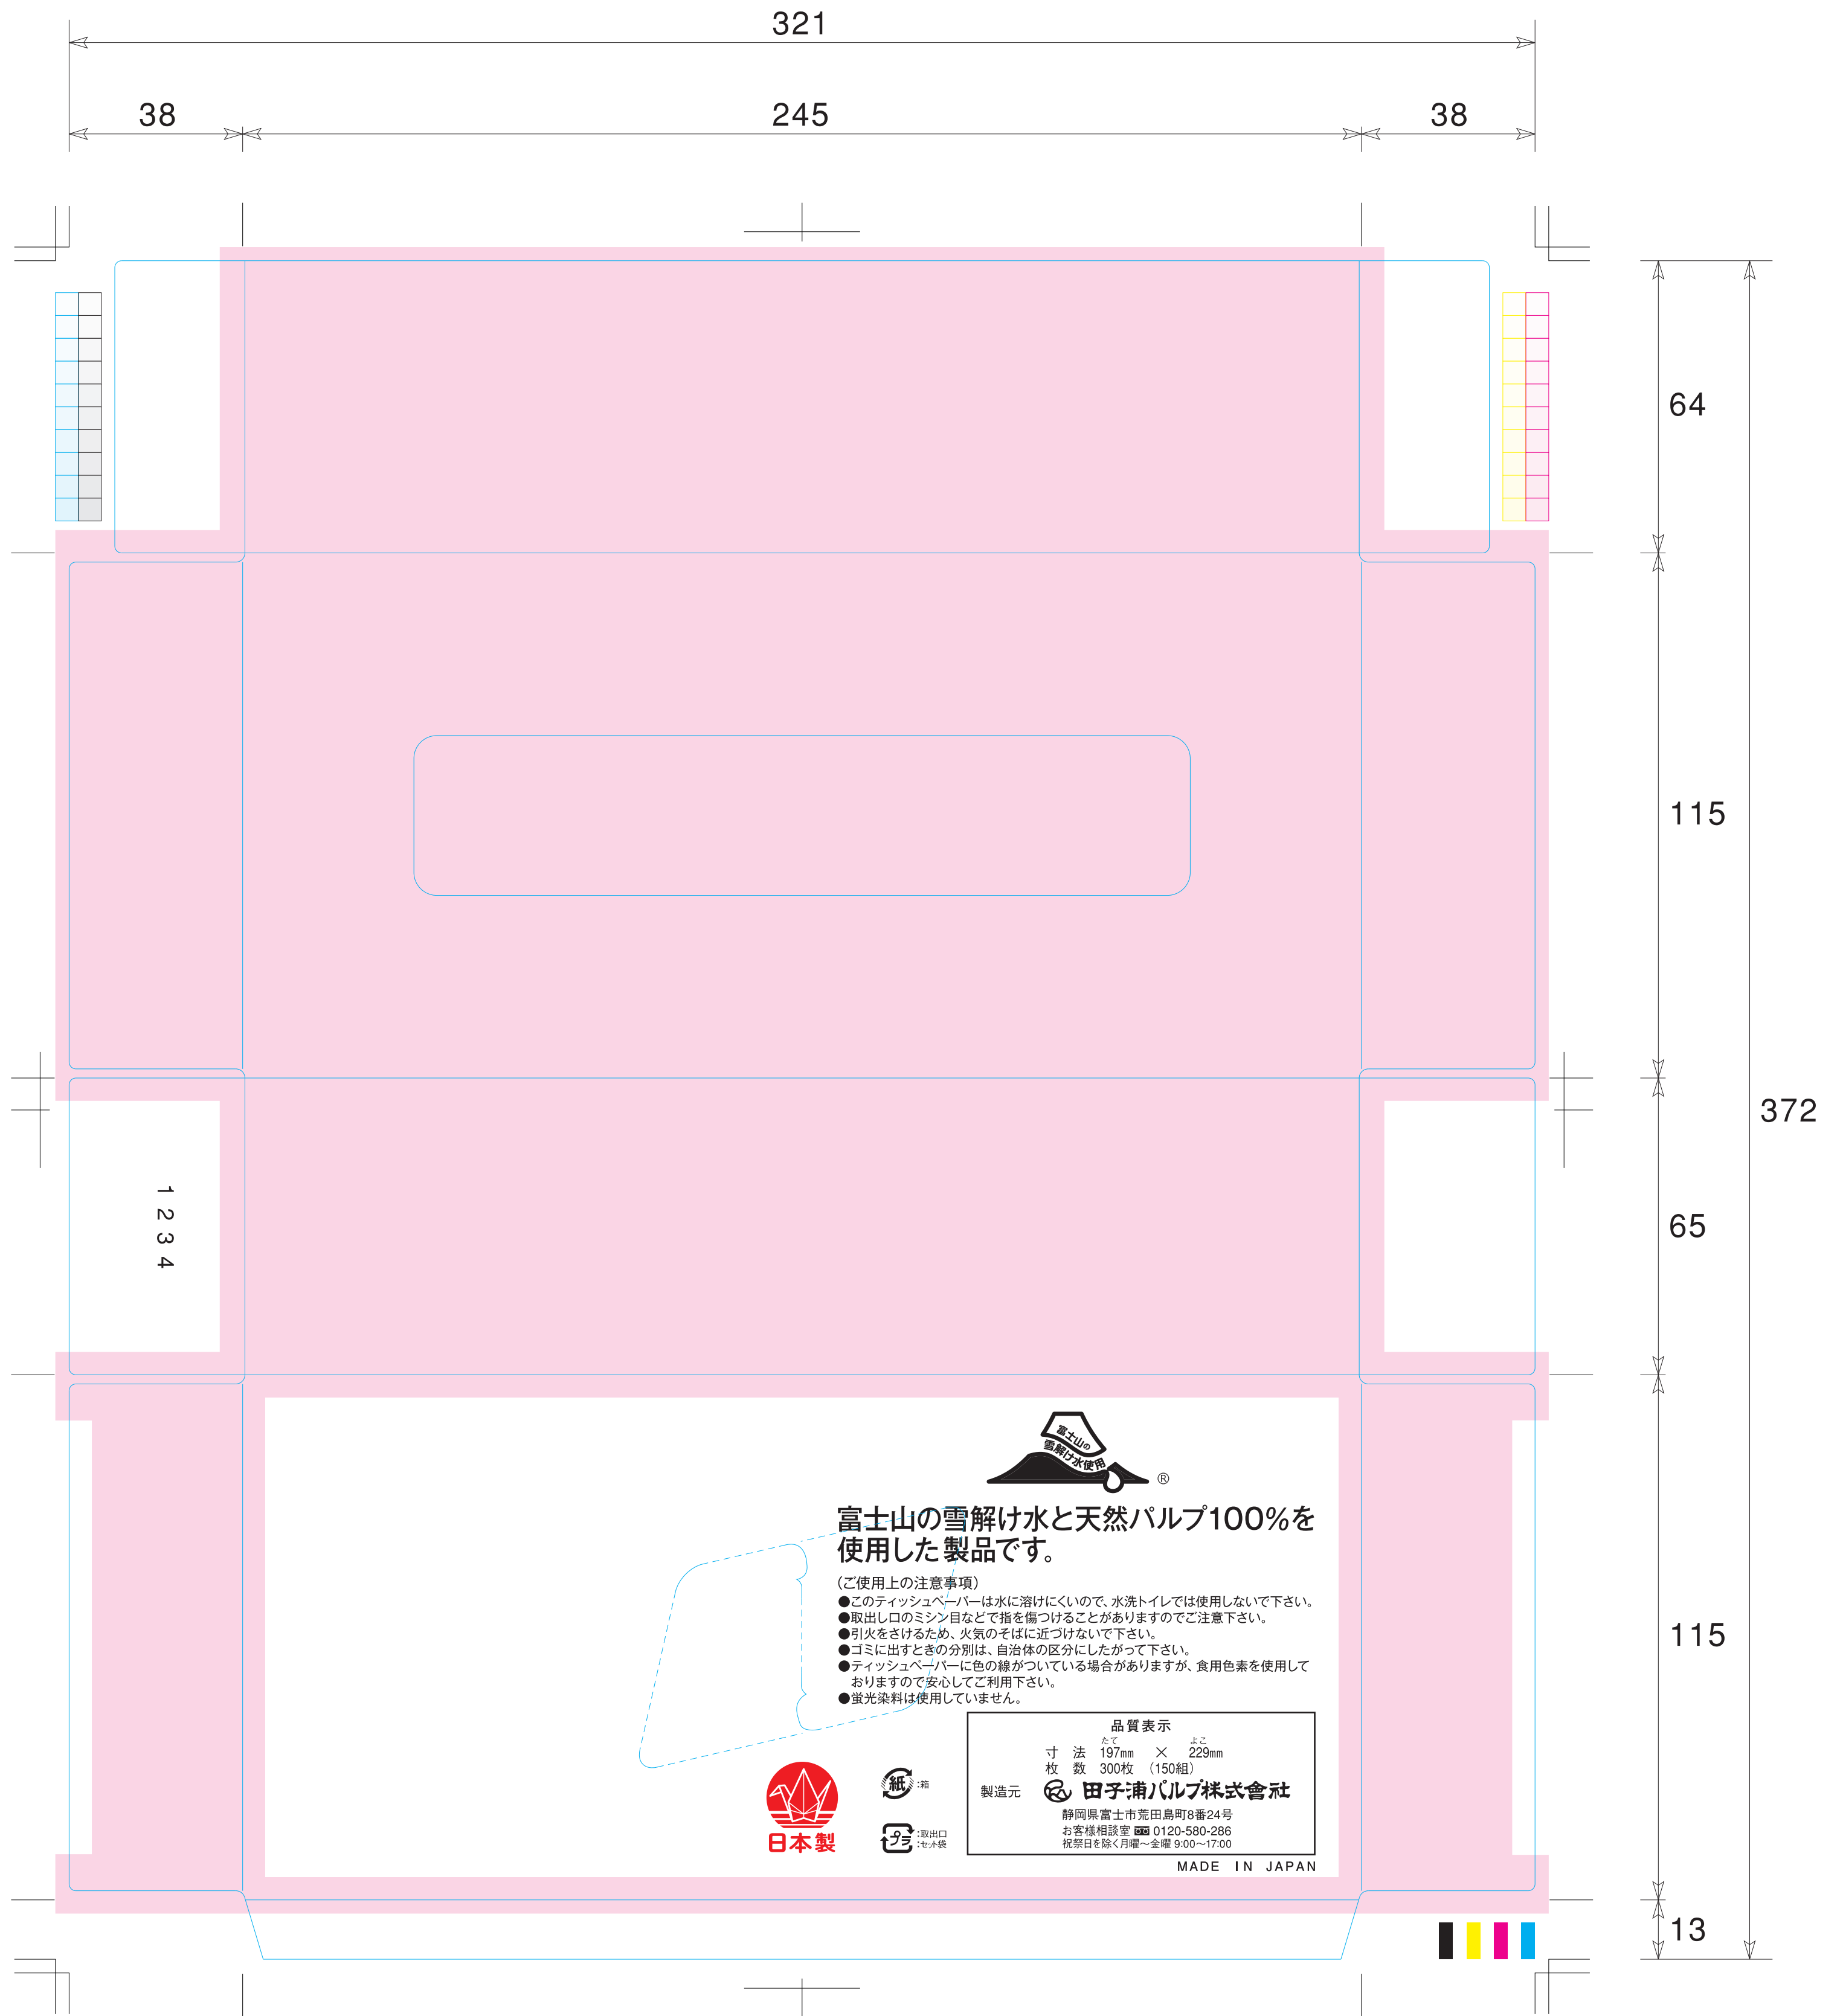 321
38
245
38
64
115
372
1 2 3 4
65
富士山の
雪解け水使用
®
富士山の雪解け水と天然パルプ100%を
使用した製品です。
(ご使用上の注意事項)
●このティッシュペーパーは水に溶けにくいので、水洗トイレでは使用しないで下さい。
●取出し口のミシン目などで指を傷つけることがありますのでご注意下さい。
●引火をさけるため、火気のそばに近づけないで下さい。
●ゴミに出すときの分別は、自治体の区分にしたがって下さい。
●ティッシュペーパーに色の線がついている場合がありますが、食用色素を使用して
おりますので安心してご利用下さい。
●蛍光染料は使用していません。
115
品質表示
たて よこ
寸 法 197mm × 229mm
枚 数 300枚 (150組)
製造元 田子浦パルプ株式會社
静岡県富士市荒田島町8番24号
お客様相談室 0120-580-286
祝祭日を除く月曜~金曜 9:00~17:00
日本製
紙:箱
プラ:取出口
:セット袋
MADE IN JAPAN
13